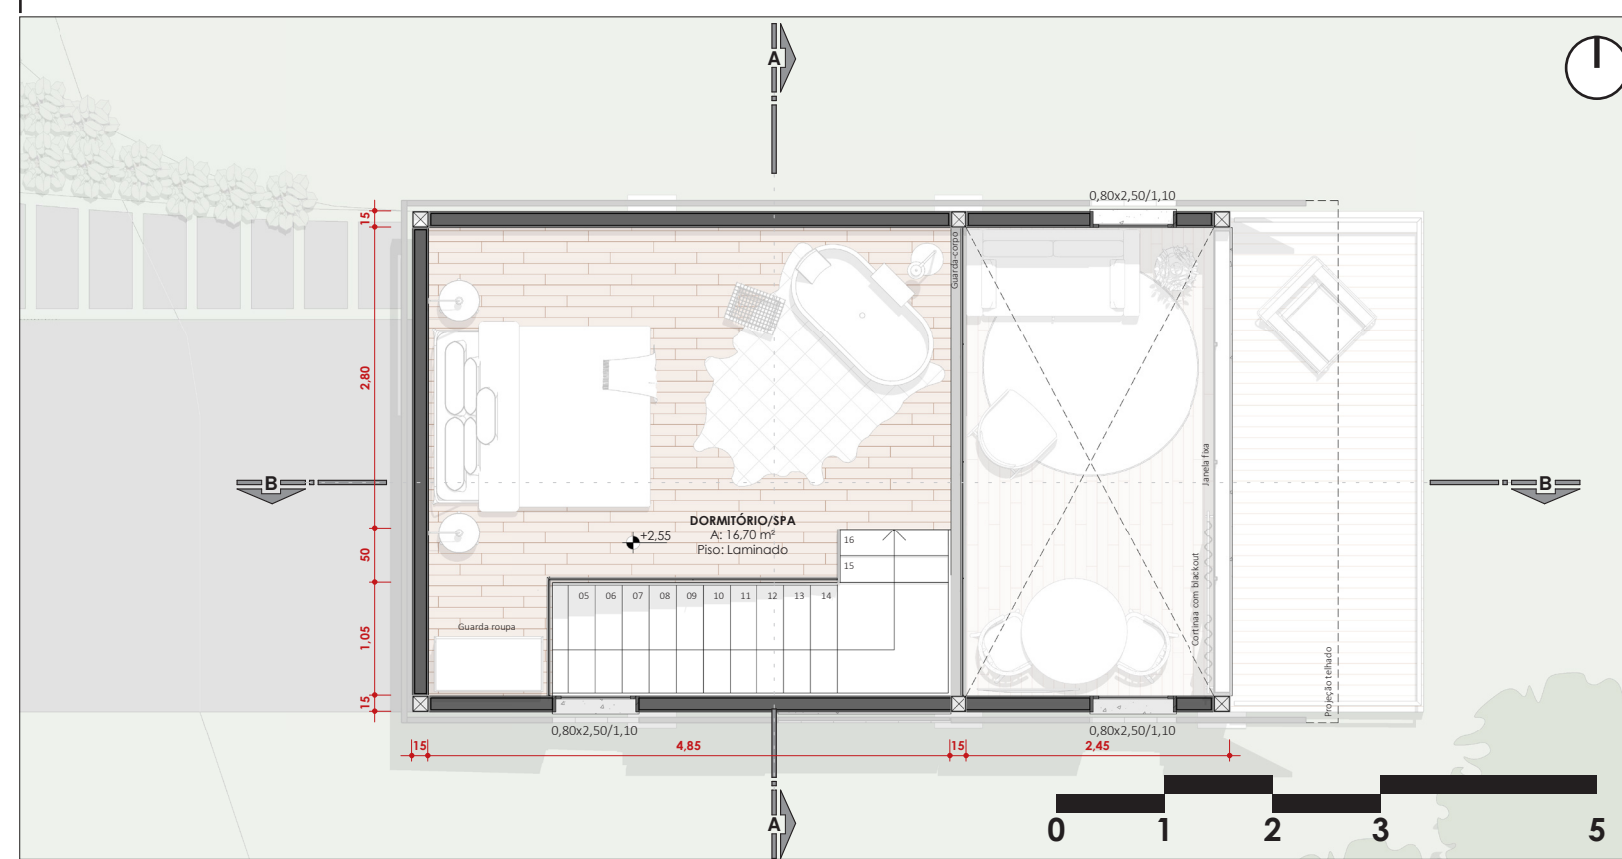 A
0,80x2,50/1,10
15
Guarda-corpo
2,80
Janela fixa
B
B
DORMITÓRIO/SPA
A: 16,70 m²
Piso: Laminado
+2,55
16
15
50
05 06 07 08 09 10 11 12 13 14
Cortinaa com blackout
Guarda roupa
1,05
Projeção telhado
15
0,80x2,50/1,10
0,80x2,50/1,10
15 4,85 15 2,45
A
0 1 2 3 5